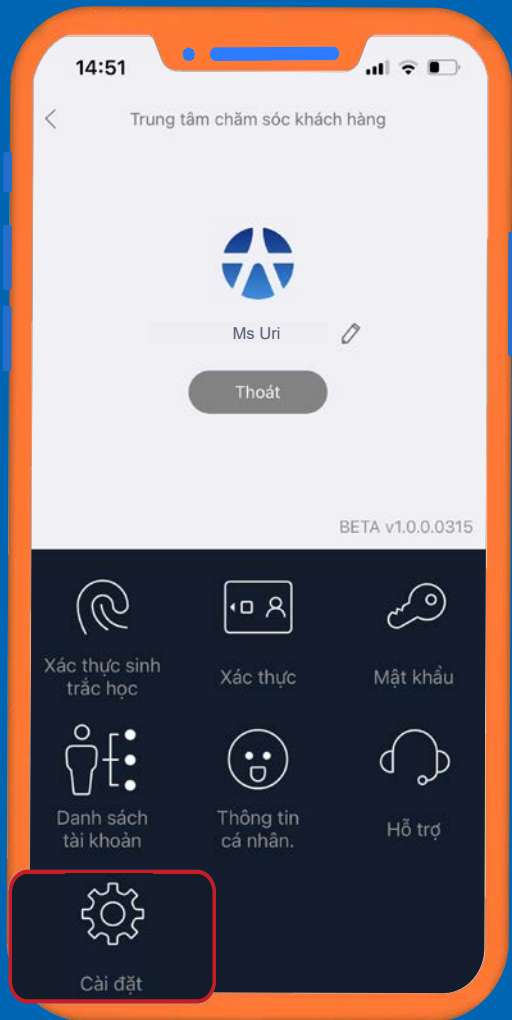 14:51
Trung tâm chăm sóc khách hàng
Ms Uri
Thoát
BETA v1.0.0.0315
Xác thực sinh
trắc học
Xác thực
Mật khẩu
Danh sách
tài khoản
Thông tin
cá nhân.
Hỗ trợ
Cài đặt